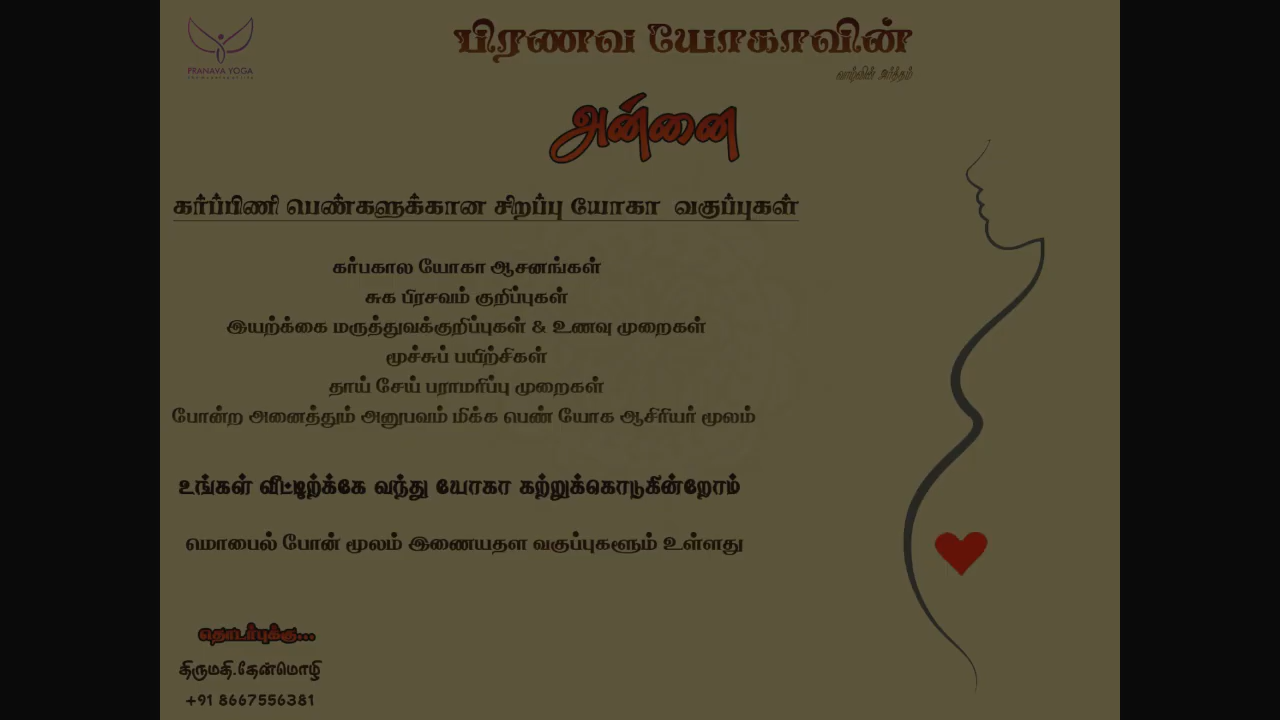 PRANAVA YOGA
பிரணவ யோகாவின்
வாழ்வின் அர்த்தம்
அன்னை
கர்ப்பிணி பெண்களுக்கான சிறப்பு யோகா வகுப்புகள்
கர்பகால யோகா ஆசனங்கள்
சுக பிரசவம் குறிப்புகள்
இயற்க்கை மருத்துவக்குறிப்புகள் & உணவு முறைகள்
மூச்சுப் பயிற்சிகள்
தாய் சேய் பராமரிப்பு முறைகள்
போன்ற அனைத்தும் அனுபவம் மிக்க பெண் யோக ஆசிரியர் மூலம்
உங்கள் வீட்டிற்க்கே வந்து யோகா கற்றுக்கொடுகின்றோம்
மொபைல் போன் மூலம் இணையதள வகுப்புகளும் உள்ளது
தொடர்புக்கு...
திருமதி.தேன்மொழி
+91 8667556381